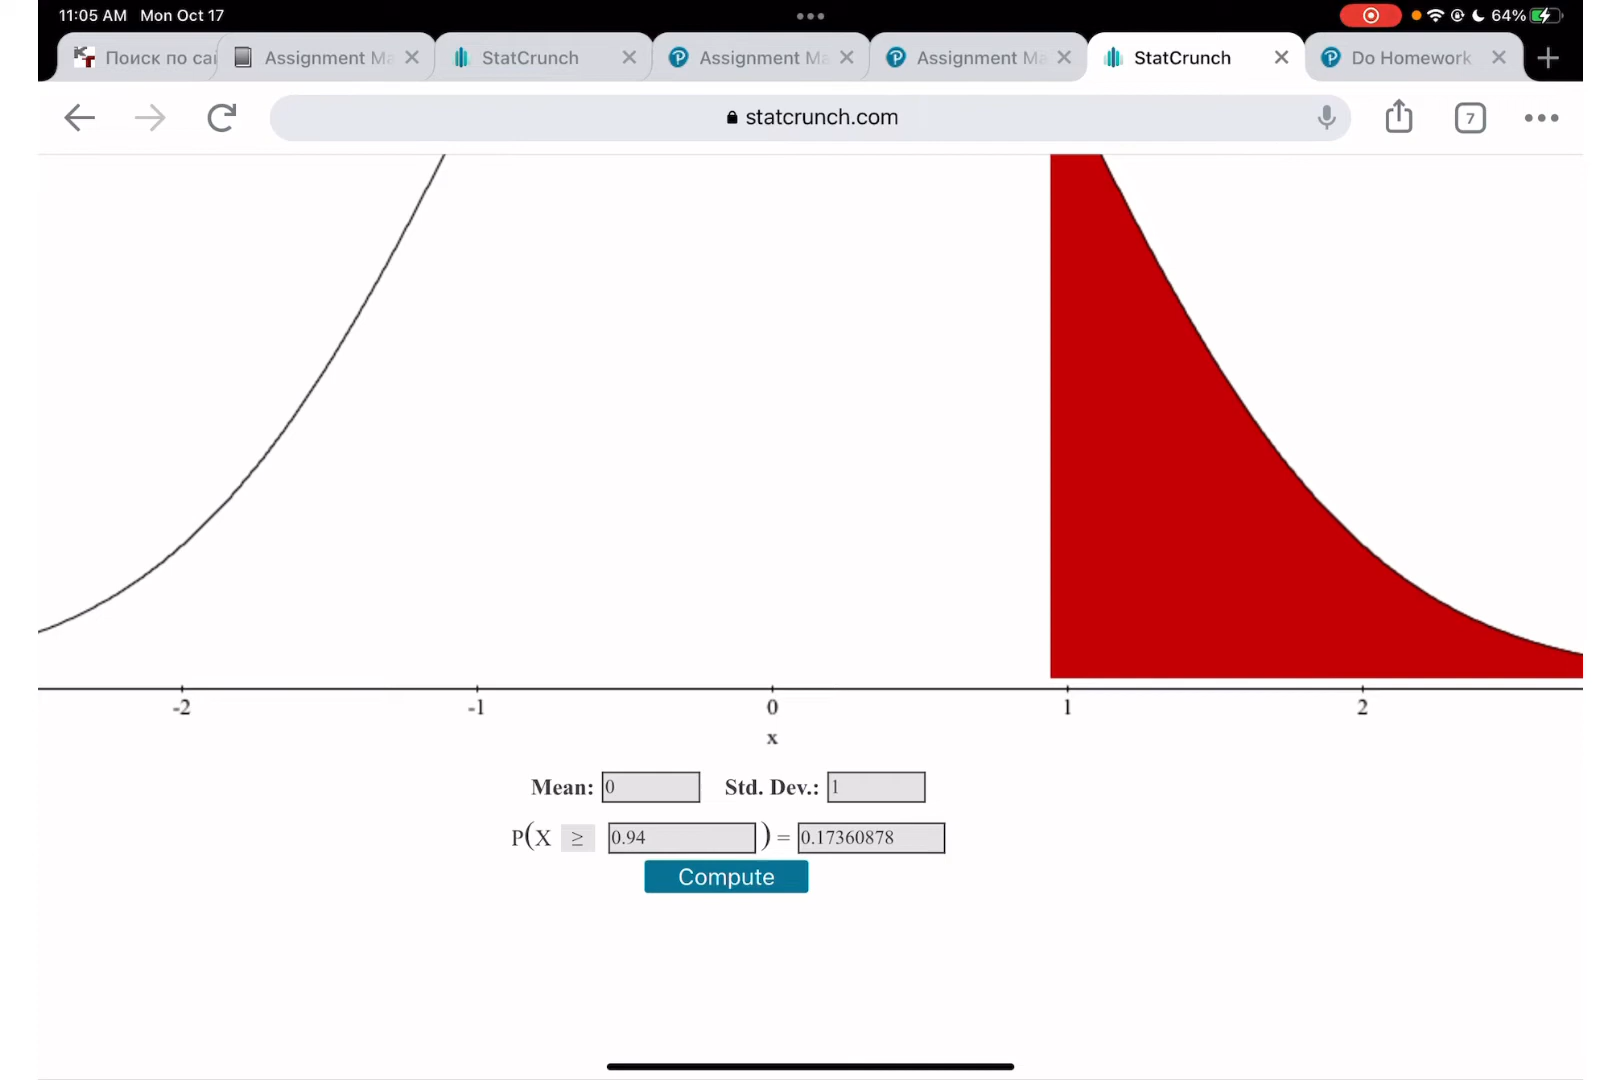 11:05 AM Mon Oct 17
64%
Поиск по са
Assignment Ma
StatCrunch
Assignment Ma
Assignment Ma
StatCrunch
Do Homework
statcrunch.com
7
-2 -1 0 1 2
x
Mean: 0 Std. Dev.: 1
P(X ≥ 0.94 ) = 0.17360878
Compute